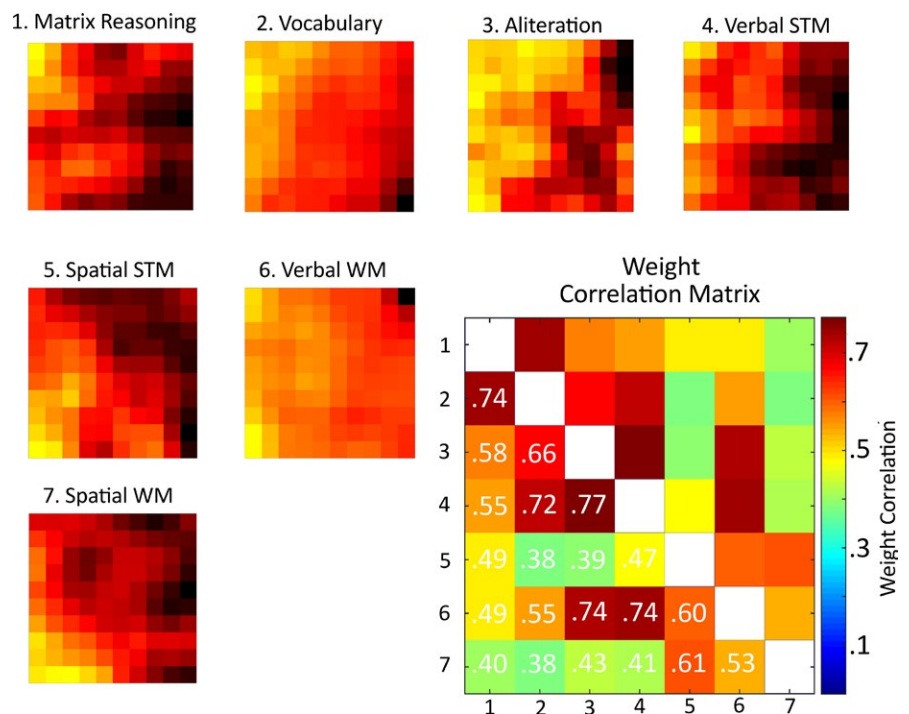 1. Matrix Reasoning
2. Vocabulary
3. Aliteration
4. Verbal STM
5. Spatial STM
6. Verbal WM
7. Spatial WM
Weight
Correlation Matrix
1
2 .74
3 .58 .66
4 .55 .72 .77
5 .49 .38 .39 .47
6 .49 .55 .74 .74 .60
7 .40 .38 .43 .41 .61 .53
1 2 3 4 5 6 7
.7
.5
.3
.1
Weight Correlation